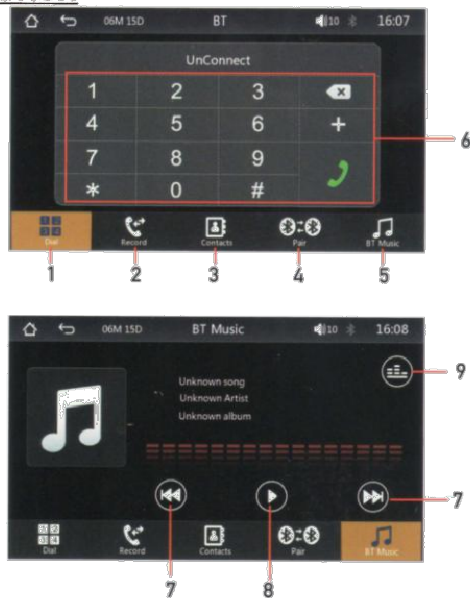 06M 15D BT 10 16:07
UnConnect
1 2 3
4 5 6 +
7 8 9
* 0 #
6
Dial Record Contacts Pair BT Music
1 2 3 4 5
06M 15D BT Music 10 16:08
9
Unknown song
Unknown Artist
Unknown album
7
Dial Record Contacts Pair BT Music
7 8